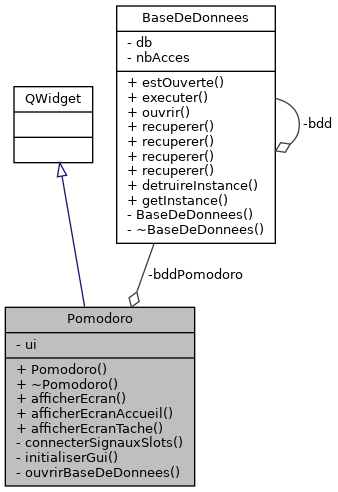 BaseDeDonnees
- db
- nbAcces
+ estOuverte()
+ executer()
+ ouvrir()
+ recuperer()
+ recuperer()
+ recuperer()
+ recuperer()
+ detruireInstance()
+ getInstance()
- BaseDeDonnees()
- ~BaseDeDonnees()
QWidget
-bdd
-bddPomodoro
Pomodoro
- ui
+ Pomodoro()
+ ~Pomodoro()
+ afficherEcran()
+ afficherEcranAccueil()
+ afficherEcranTache()
- connecterSignauxSlots()
- initialiserGui()
- ouvrirBaseDeDonnees()